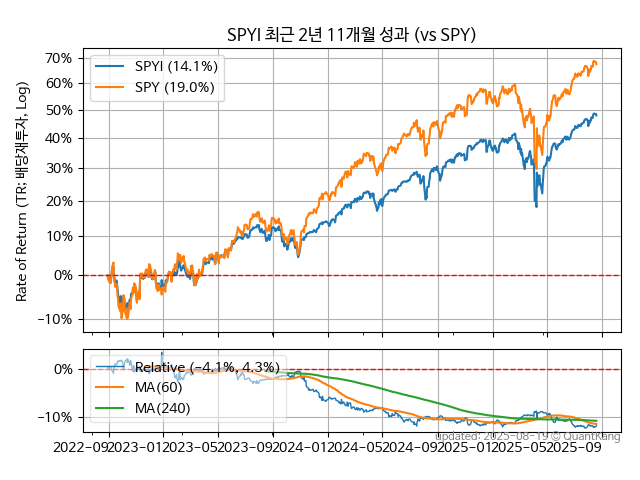 SPYI 최근 2년 11개월 성과 (vs SPY)
Rate of Return (TR: 배당재투자, Log)
70%
60%
50%
40%
30%
20%
10%
0%
−10%
SPYI (14.1%)
SPY (19.0%)
0%
−10%
Relative (−4.1%, 4.3%)
MA(60)
MA(240)
2022-09 2023-01 2023-05 2023-09 2024-01 2024-05 2024-09 2025-01 2025-05 2025-09
updated: 2025-08-19 © QuantKang